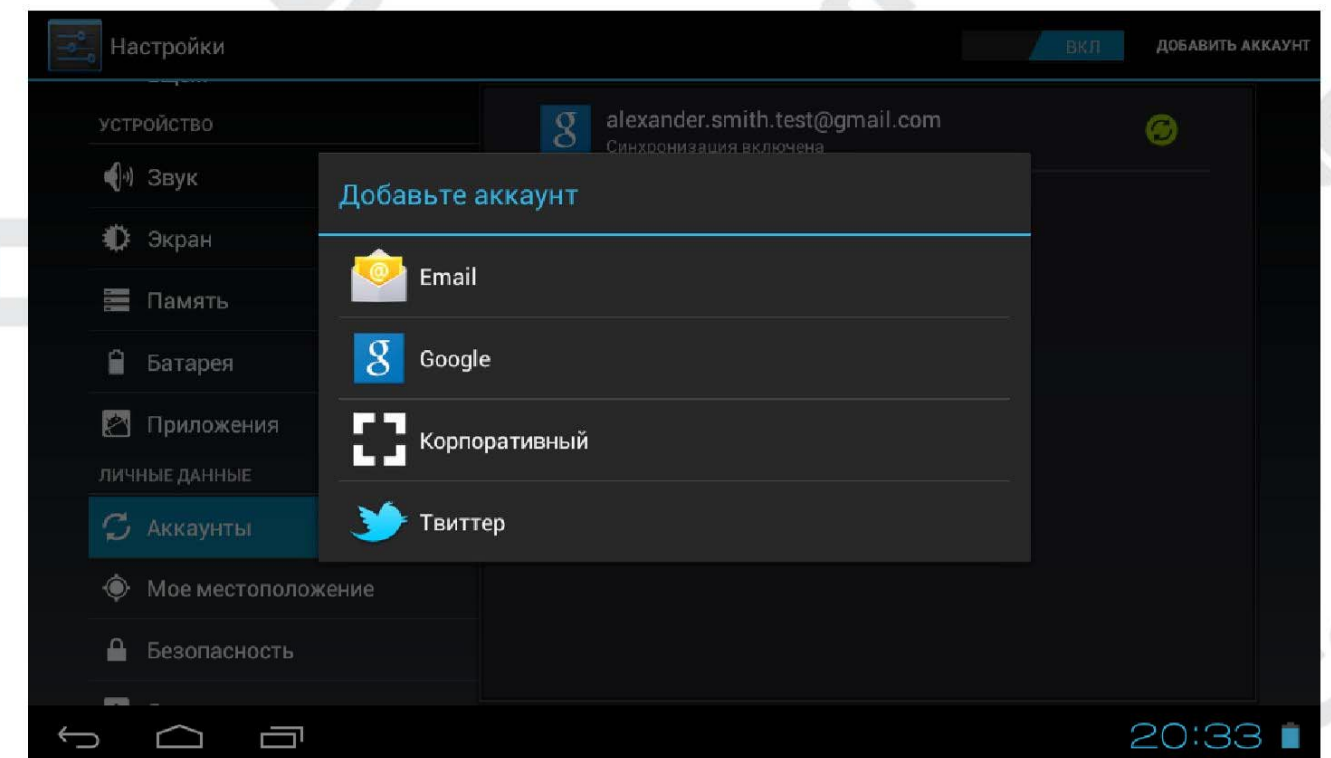 Настройки
ВКЛ
ДОБАВИТЬ АККАУНТ
УСТРОЙСТВО
Звук
Экран
Память
Батарея
Приложения
ЛИЧНЫЕ ДАННЫЕ
Аккаунты
Мое местоположение
Безопасность
alexander.smith.test@gmail.com
Синхронизация включена
Добавьте аккаунт
Email
Google
Корпоративный
Твиттер
20:33